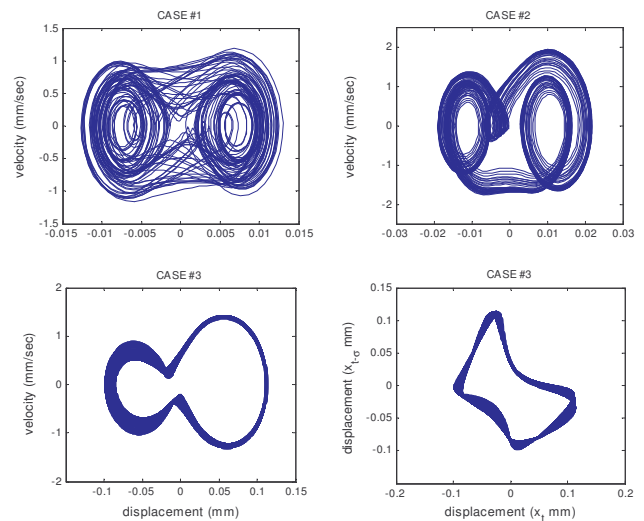 CASE #1
velocity (mm/sec)
1.5
1
0.5
0
-0.5
-1
-1.5
-0.015 -0.01 -0.005 0 0.005 0.01 0.015
CASE #2
velocity (mm/sec)
2
1
0
-1
-2
-0.03 -0.02 -0.01 0 0.01 0.02 0.03
CASE #3
velocity (mm/sec)
2
1
0
-1
-2
-0.1 -0.05 0 0.05 0.1 0.15
displacement (mm)
CASE #3
displacement (xt-σ mm)
0.15
0.1
0.05
0
-0.05
-0.1
-0.2 -0.1 0 0.1 0.2
displacement (xt mm)